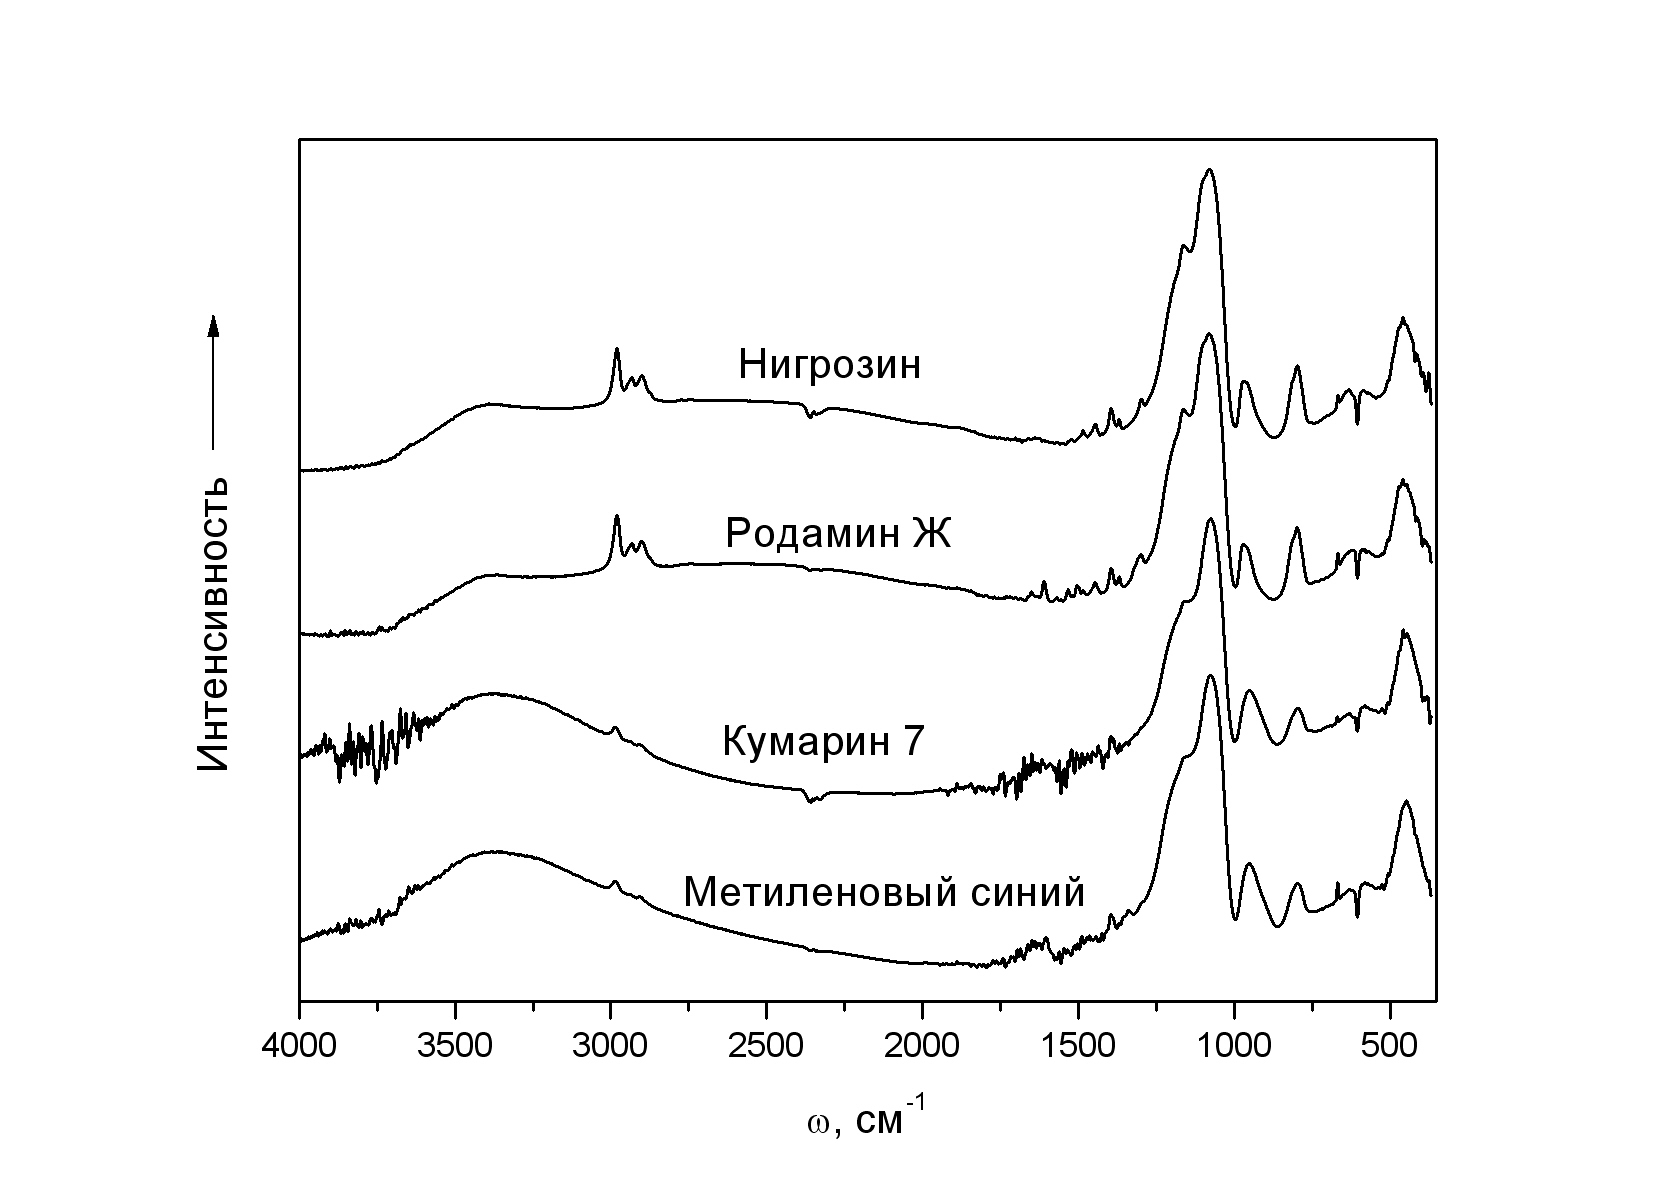 Нигрозин
Родамин Ж
Кумарин 7
Метиленовый синий
Интенсивность
4000 3500 3000 2500 2000 1500 1000 500
ω, см⁻¹